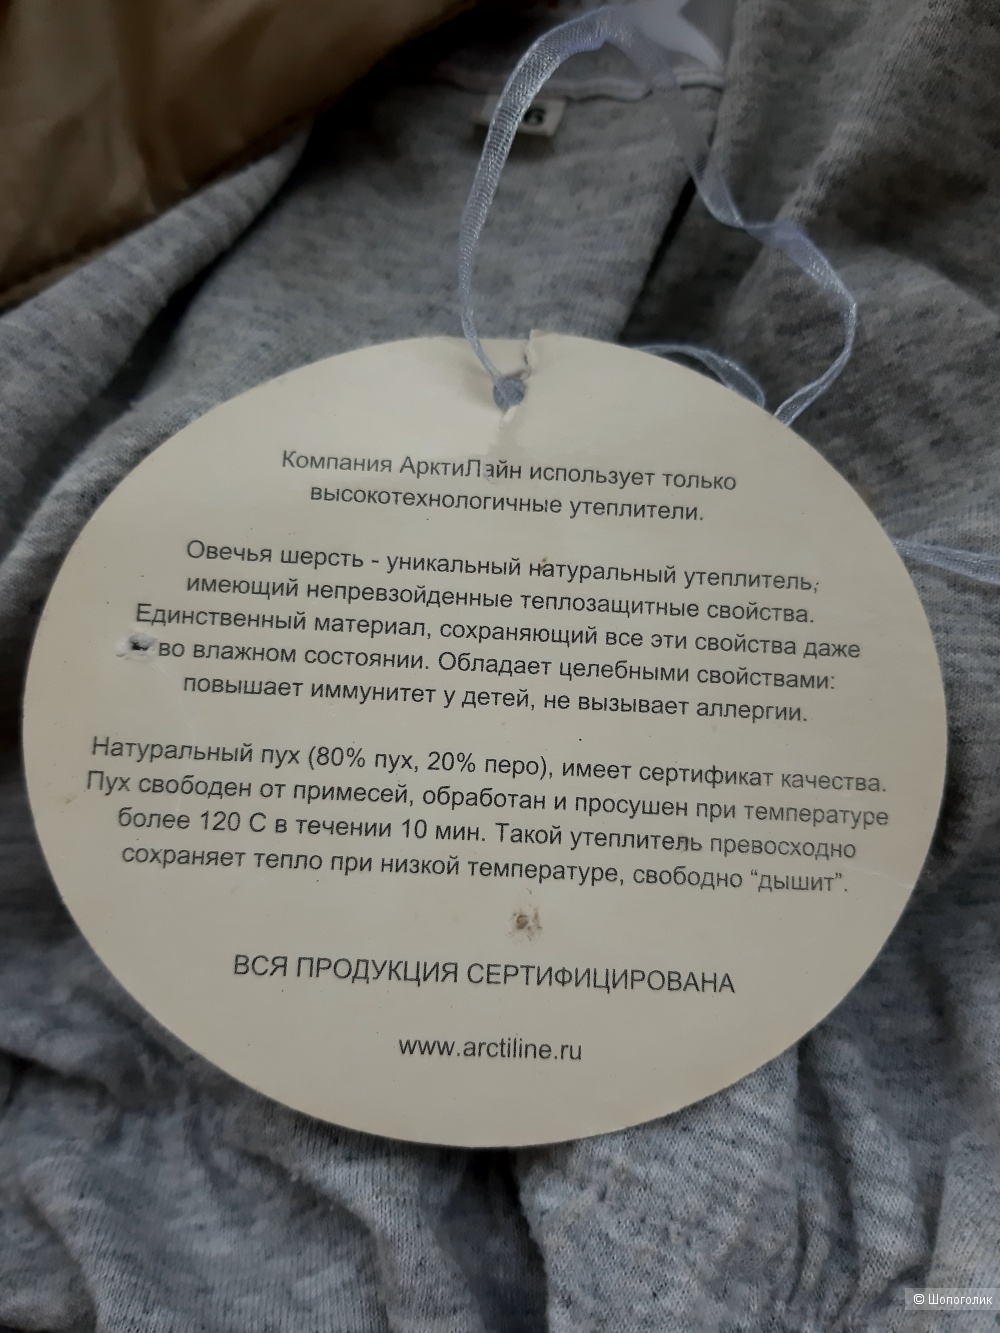 Компания АрктиЛайн использует только
высокотехнологичные утеплители.
Овечья шерсть - уникальный натуральный утеплитель,
имеющий непревзойденные теплозащитные свойства.
Единственный материал, сохраняющий все эти свойства даже
во влажном состоянии. Обладает целебными свойствами:
повышает иммунитет у детей, не вызывает аллергии.
Натуральный пух (80% пух, 20% перо), имеет сертификат качества.
Пух свободен от примесей, обработан и просушен при температуре
более 120 С в течении 10 мин. Такой утеплитель превосходно
сохраняет тепло при низкой температуре, свободно “дышит”.
ВСЯ ПРОДУКЦИЯ СЕРТИФИЦИРОВАНА
www.arctiline.ru
© Шопоголик